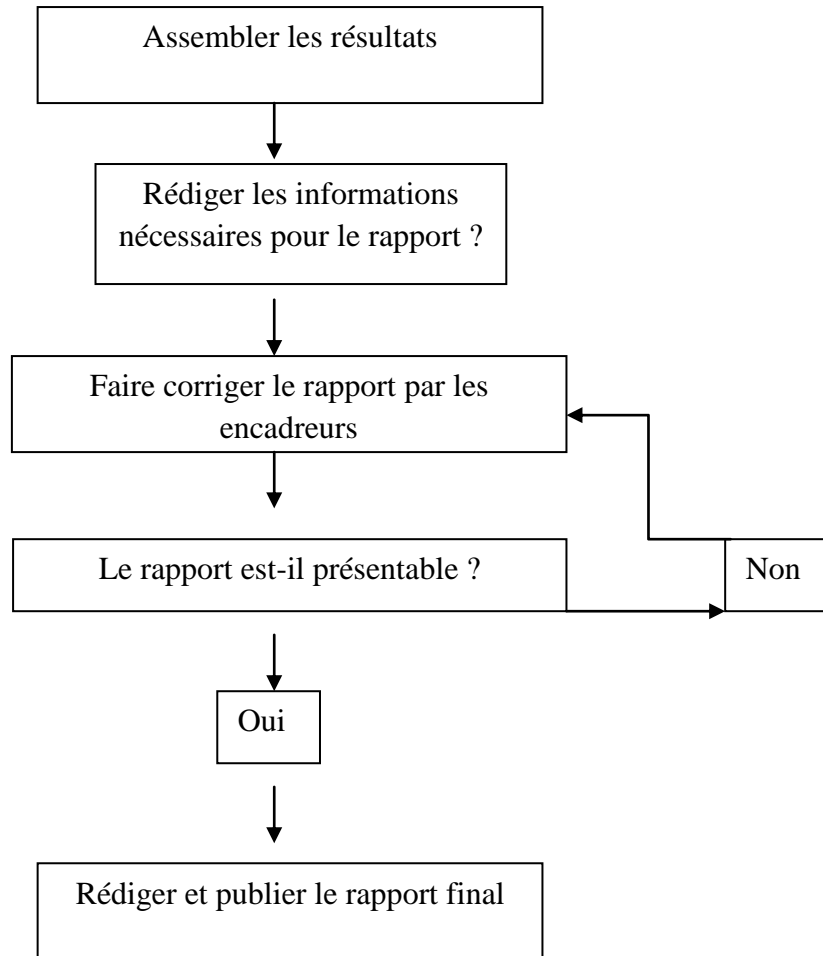 Assembler les résultats
Rédiger les informations
nécessaires pour le rapport ?
Faire corriger le rapport par les
encadreurs
Le rapport est-il présentable ?
Non
Oui
Rédiger et publier le rapport final